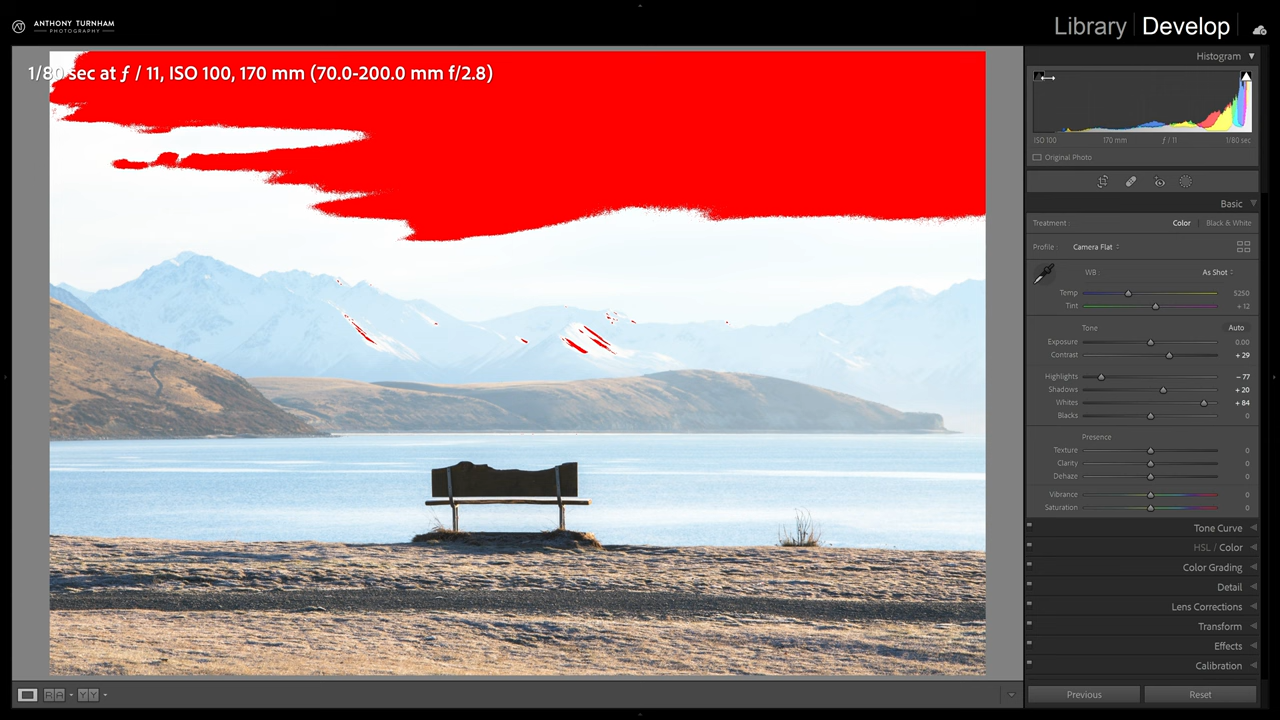 ANTHONY TURNHAM
PHOTOGRAPHY
Library | Develop
1/80 sec at ƒ / 11, ISO 100, 170 mm (70.0-200.0 mm f/2.8)
Histogram
ISO 100 170 mm ƒ / 11 1/80 sec
Original Photo
Basic
Treatment : Color Black & White
Profile : Camera Flat
WB : As Shot
Temp 5250
Tint + 12
Tone Auto
Exposure 0.00
Contrast + 29
Highlights − 77
Shadows + 20
Whites + 84
Blacks 0
Presence
Texture 0
Clarity 0
Dehaze 0
Vibrance 0
Saturation 0
Tone Curve
HSL / Color
Color Grading
Detail
Lens Corrections
Transform
Effects
Calibration
Previous Reset